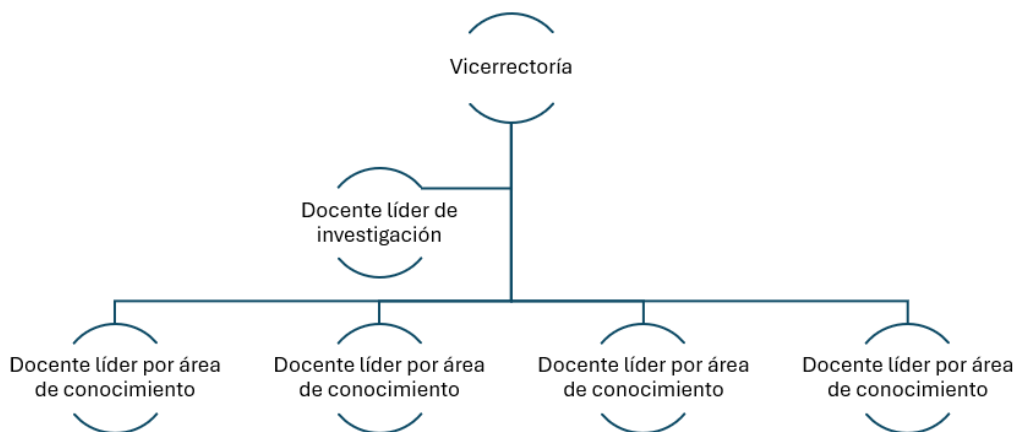 Vicerrectoría
Docente líder de
investigación
Docente líder por área
de conocimiento
Docente líder por área
de conocimiento
Docente líder por área
de conocimiento
Docente líder por área
de conocimiento